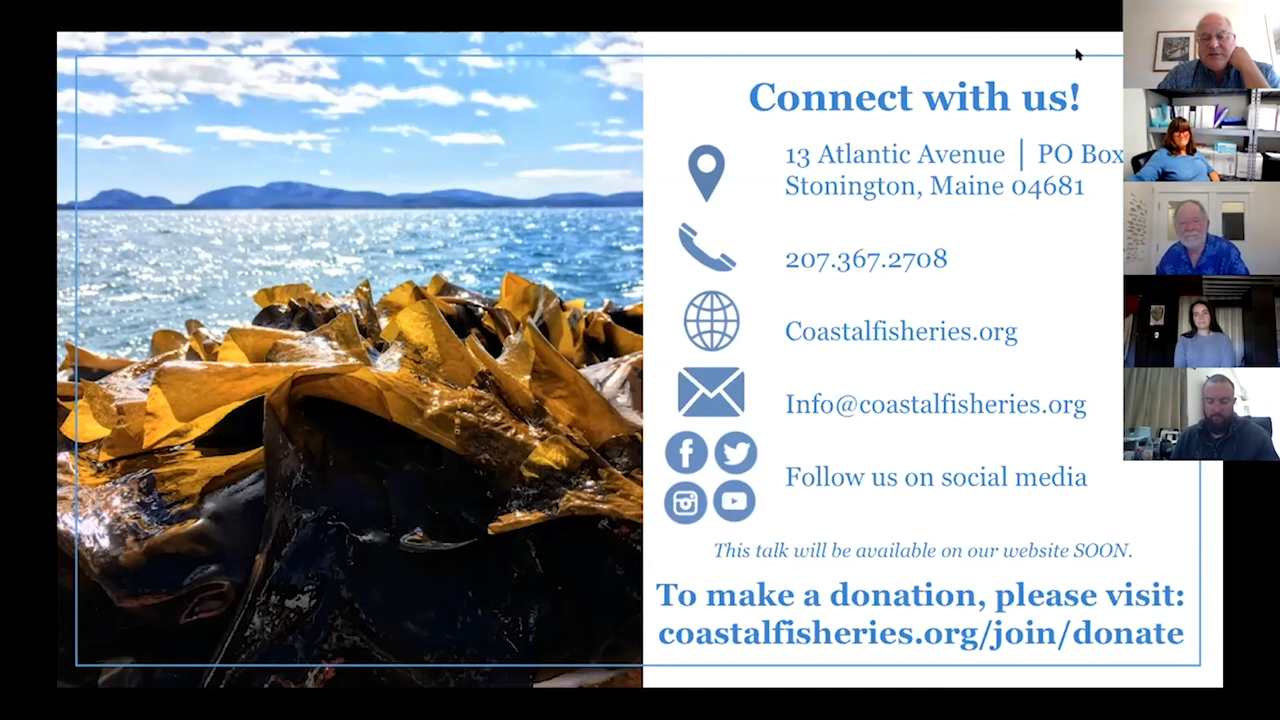 Connect with us!
13 Atlantic Avenue | PO Box
Stonington, Maine 04681
207.367.2708
Coastalfisheries.org
Info@coastalfisheries.org
Follow us on social media
This talk will be available on our website SOON.
To make a donation, please visit:
coastalfisheries.org/join/donate